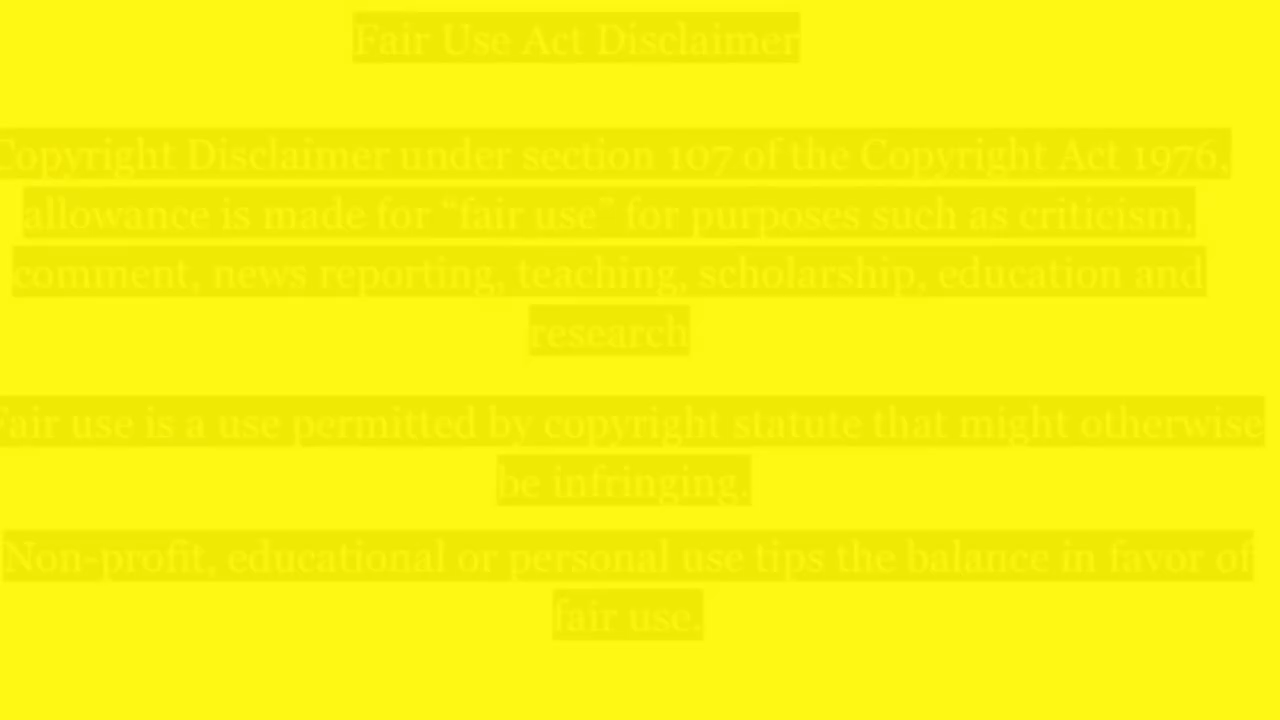 Fair Use Act Disclaimer
Copyright Disclaimer under section 107 of the Copyright Act 1976,
allowance is made for “fair use” for purposes such as criticism,
comment, news reporting, teaching, scholarship, education and
research
Fair use is a use permitted by copyright statute that might otherwise
be infringing.
Non-profit, educational or personal use tips the balance in favor of
fair use.